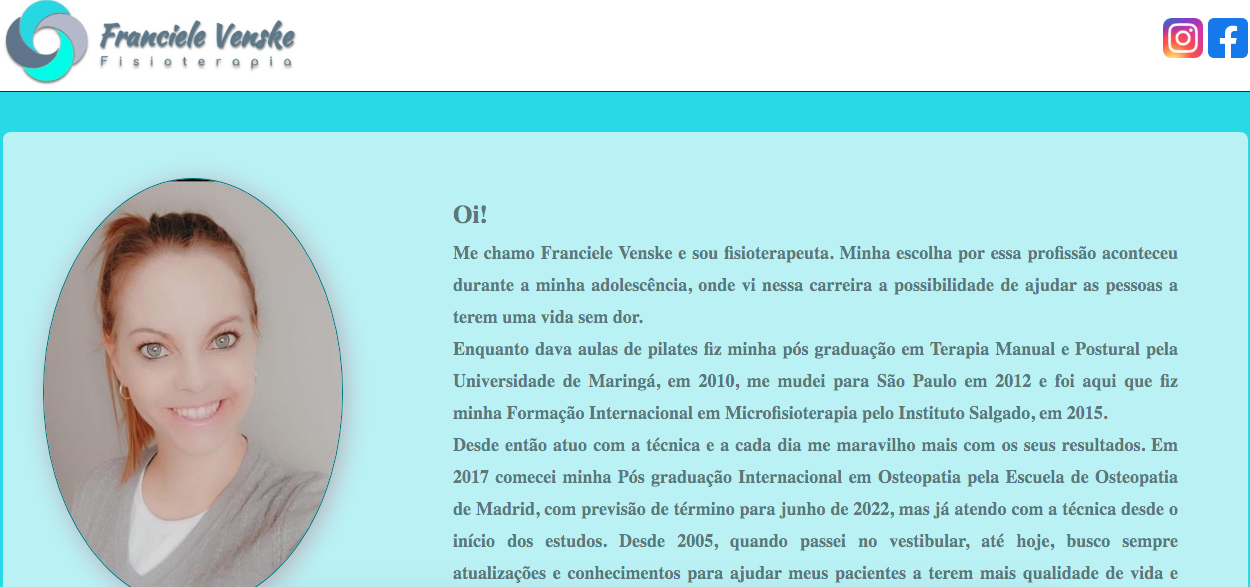 Franciele Venske
Fisioterapia
Oi!
Me chamo Franciele Venske e sou fisioterapeuta. Minha escolha por essa profissão aconteceu
durante a minha adolescência, onde vi nessa carreira a possibilidade de ajudar as pessoas a
terem uma vida sem dor.
Enquanto dava aulas de pilates fiz minha pós graduação em Terapia Manual e Postural pela
Universidade de Maringá, em 2010, me mudei para São Paulo em 2012 e foi aqui que fiz
minha Formação Internacional em Microfisioterapia pelo Instituto Salgado, em 2015.
Desde então atuo com a técnica e a cada dia me maravilho mais com os seus resultados. Em
2017 comecei minha Pós graduação Internacional em Osteopatia pela Escuela de Osteopatia
de Madrid, com previsão de término para junho de 2022, mas já atendo com a técnica desde o
início dos estudos. Desde 2005, quando passei no vestibular, até hoje, busco sempre
atualizações e conhecimentos para ajudar meus pacientes a terem mais qualidade de vida e